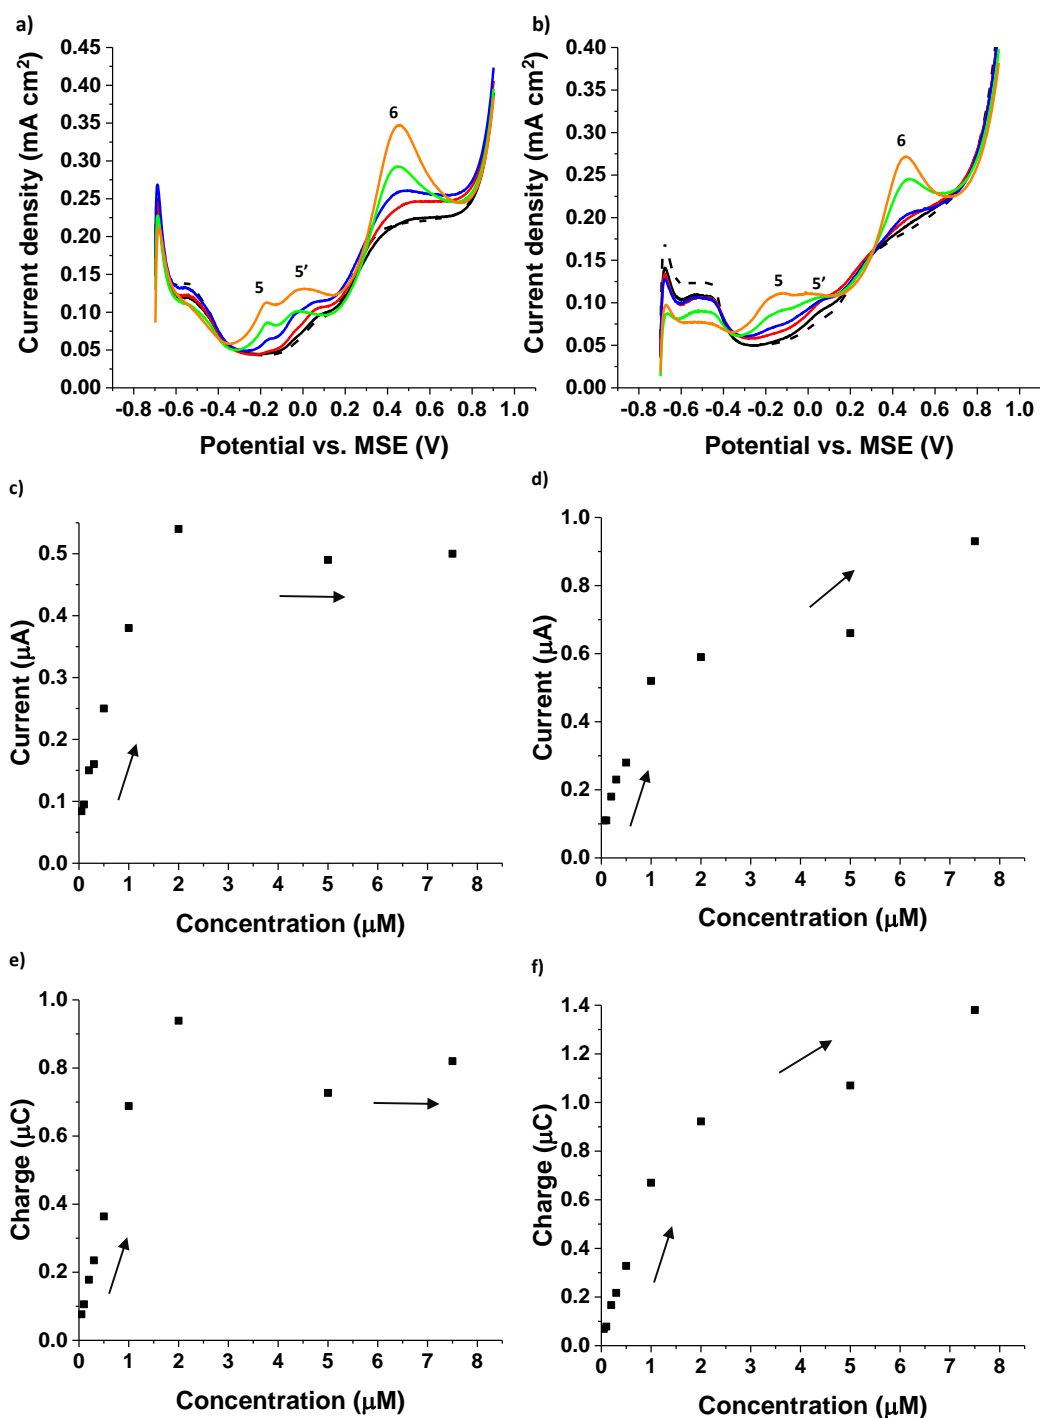 a)
Current density (mA cm2)
0.45
0.40
0.35
0.30
0.25
0.20
0.15
0.10
0.05
0.00
6
5
5’
-0.8 -0.6 -0.4 -0.2 0.0 0.2 0.4 0.6 0.8 1.0
Potential vs. MSE (V)
b)
Current density (mA cm2)
0.40
0.35
0.30
0.25
0.20
0.15
0.10
0.05
0.00
6
5
5’
-0.8 -0.6 -0.4 -0.2 0.0 0.2 0.4 0.6 0.8 1.0
Potential vs. MSE (V)
c)
Current (μA)
0.5
0.4
0.3
0.2
0.1
0.0
0 1 2 3 4 5 6 7 8
Concentration (μM)
d)
Current (μA)
1.0
0.8
0.6
0.4
0.2
0.0
0 1 2 3 4 5 6 7 8
Concentration (μM)
e)
Charge (μC)
1.0
0.8
0.6
0.4
0.2
0.0
0 1 2 3 4 5 6 7 8
Concentration (μM)
f)
Charge (μC)
1.4
1.2
1.0
0.8
0.6
0.4
0.2
0.0
0 1 2 3 4 5 6 7 8
Concentration (μM)